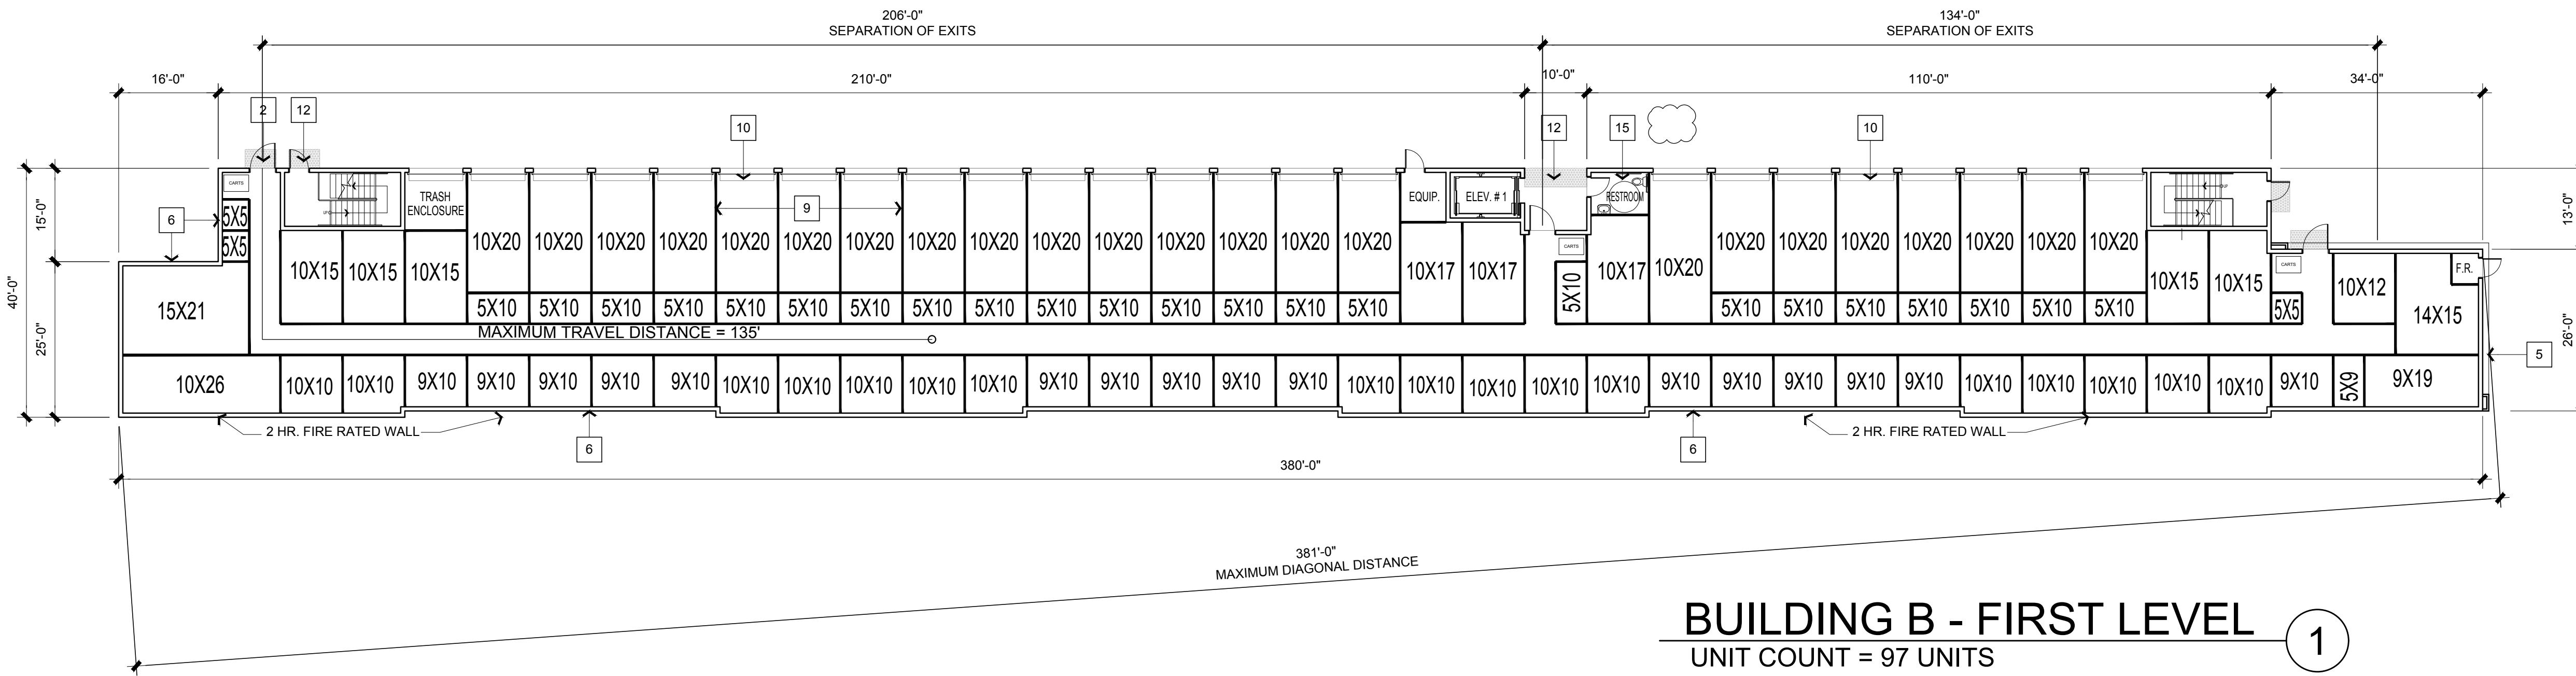 206'-0"
SEPARATION OF EXITS
134'-0"
SEPARATION OF EXITS
16'-0"
210'-0"
10'-0"
110'-0"
34'-0"
2
12
10
12
15
10
CARTS
TRASH
ENCLOSURE
EQUIP.
ELEV. # 1
RESTROOM
UP
UP
6
9
15'-0"
13'-0"
5X5
5X5
10X20 10X20 10X20 10X20 10X20 10X20 10X20 10X20 10X20 10X20 10X20 10X20 10X20 10X20 10X20
10X20 10X20 10X20 10X20 10X20 10X20 10X20
CARTS
10X20
CARTS
F.R.
10X15 10X15 10X15
10X17 10X17
10X17
10X15 10X15
10X12
40'-0"
15X21
5X10 5X10 5X10 5X10 5X10 5X10 5X10 5X10 5X10 5X10 5X10 5X10 5X10 5X10 5X10
5X10
5X10 5X10 5X10 5X10 5X10 5X10 5X10
5X5
14X15
MAXIMUM TRAVEL DISTANCE = 135'
25'-0"
26'-0"
5
10X26 10X10 10X10 9X10 9X10 9X10 9X10 9X10 10X10 10X10 10X10 10X10 10X10 9X10 9X10 9X10 9X10 9X10 10X10 10X10 10X10 10X10 10X10 9X10 9X10 9X10 9X10 9X10 10X10 10X10 10X10 10X10 10X10 9X10 5X9 9X19
2 HR. FIRE RATED WALL
2 HR. FIRE RATED WALL
6
6
380'-0"
381'-0"
MAXIMUM DIAGONAL DISTANCE
BUILDING B - FIRST LEVEL
1
UNIT COUNT = 97 UNITS